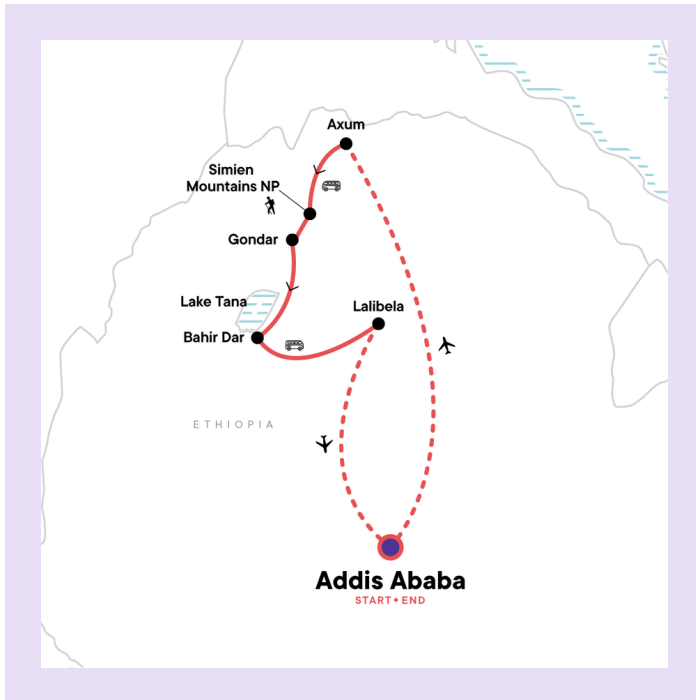 Axum
Simien
Mountains NP
Gondar
Lake Tana
Lalibela
Bahir Dar
ETHIOPIA
Addis Ababa
START • END